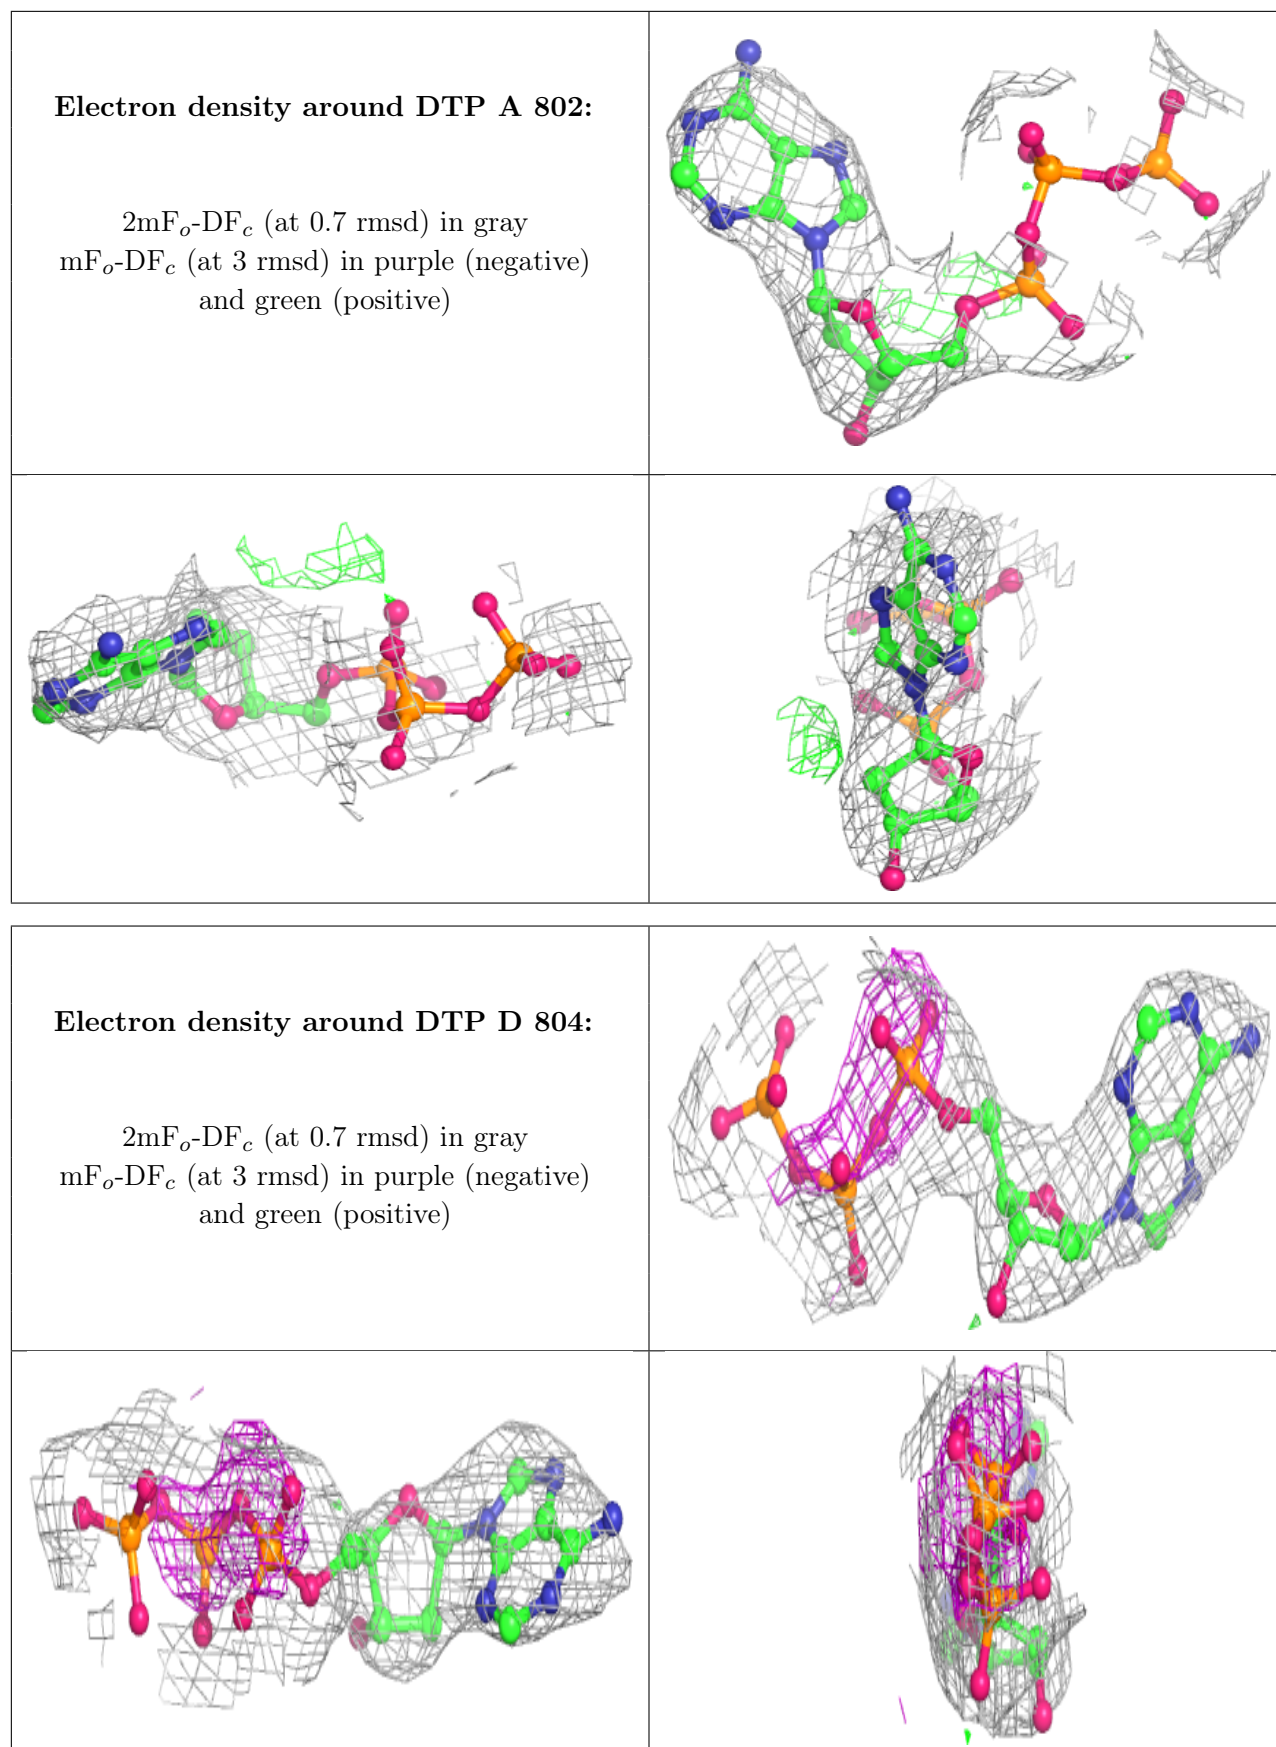 Electron density around DTP A 802:
2mFo-DFc (at 0.7 rmsd) in gray
mFo-DFc (at 3 rmsd) in purple (negative)
and green (positive)
Electron density around DTP D 804:
2mFo-DFc (at 0.7 rmsd) in gray
mFo-DFc (at 3 rmsd) in purple (negative)
and green (positive)